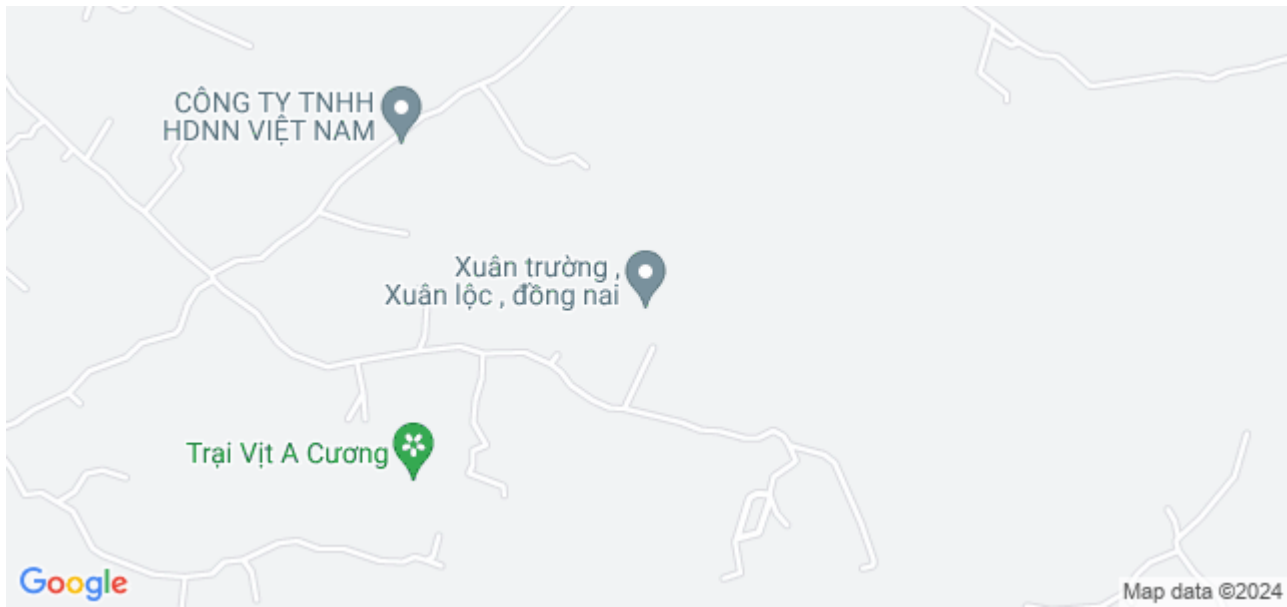 CÔNG TY TNHH
HDNN VIỆT NAM
Xuân trường ,
Xuân lộc , đồng nai
Trại Vịt A Cương
Google
Map data ©2024